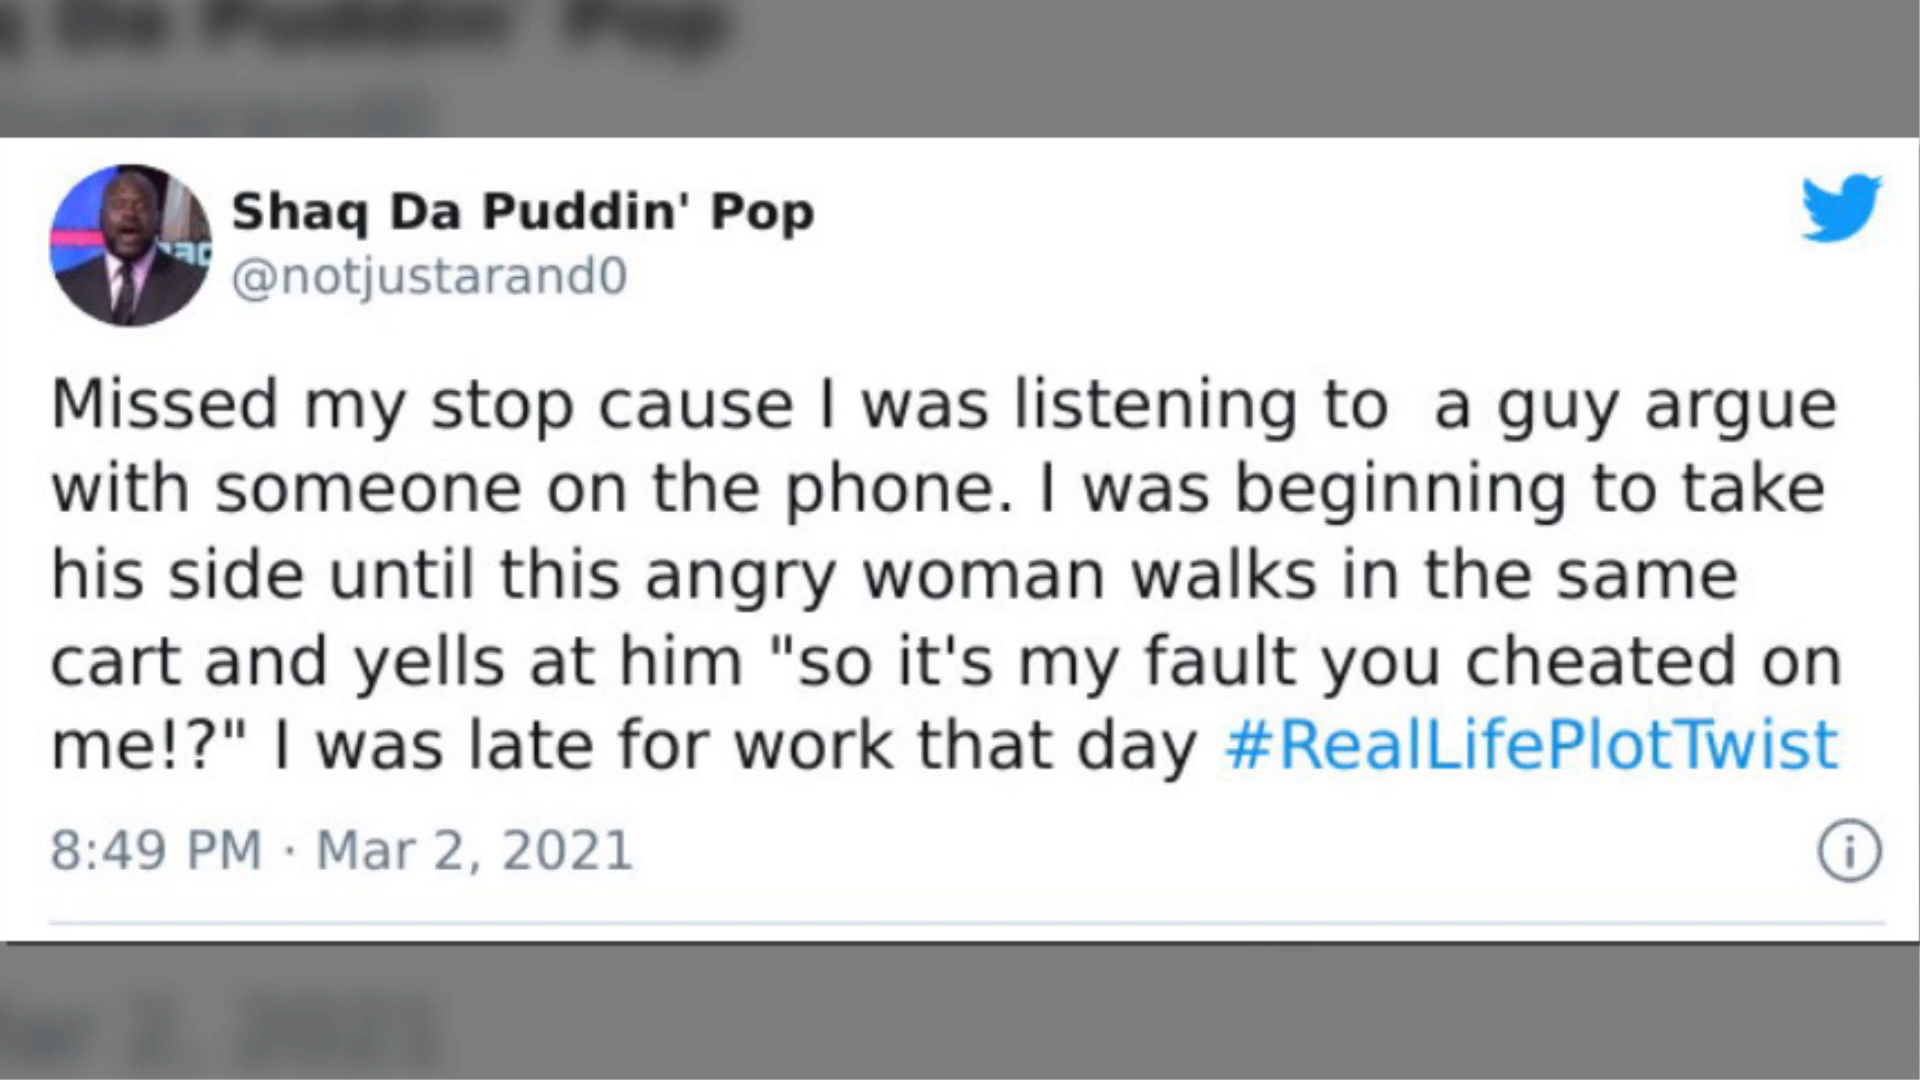 Shaq Da Puddin' Pop
@notjustarand0
Missed my stop cause I was listening to  a guy argue
with someone on the phone. I was beginning to take
his side until this angry woman walks in the same
cart and yells at him "so it's my fault you cheated on
me!?" I was late for work that day #RealLifePlotTwist
8:49 PM · Mar 2, 2021